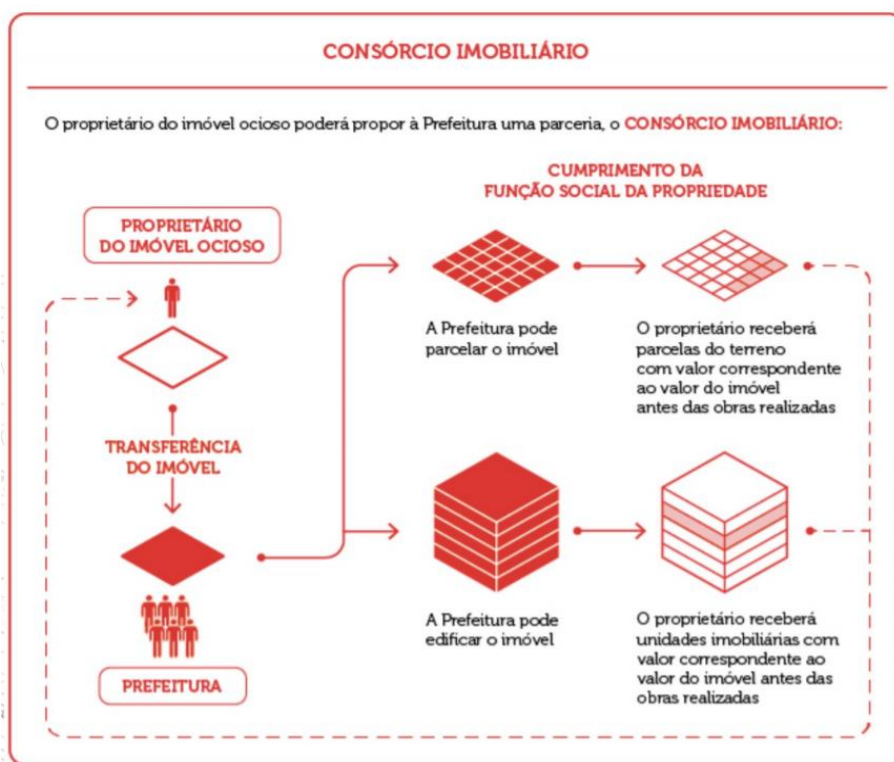 CONSÓRCIO IMOBILIÁRIO
O proprietário do imóvel ocioso poderá propor à Prefeitura uma parceria, o CONSÓRCIO IMOBILIÁRIO:
CUMPRIMENTO DA
FUNÇÃO SOCIAL DA PROPRIEDADE
PROPRIETÁRIO
DO IMÓVEL OCIOSO
TRANSFERÊNCIA
DO IMÓVEL
PREFEITURA
A Prefeitura pode
parcelar o imóvel
O proprietário receberá
parcelas do terreno
com valor correspondente
ao valor do imóvel
antes das obras realizadas
A Prefeitura pode
edificar o imóvel
O proprietário receberá
unidades imobiliárias com
valor correspondente ao
valor do imóvel antes das
obras realizadas